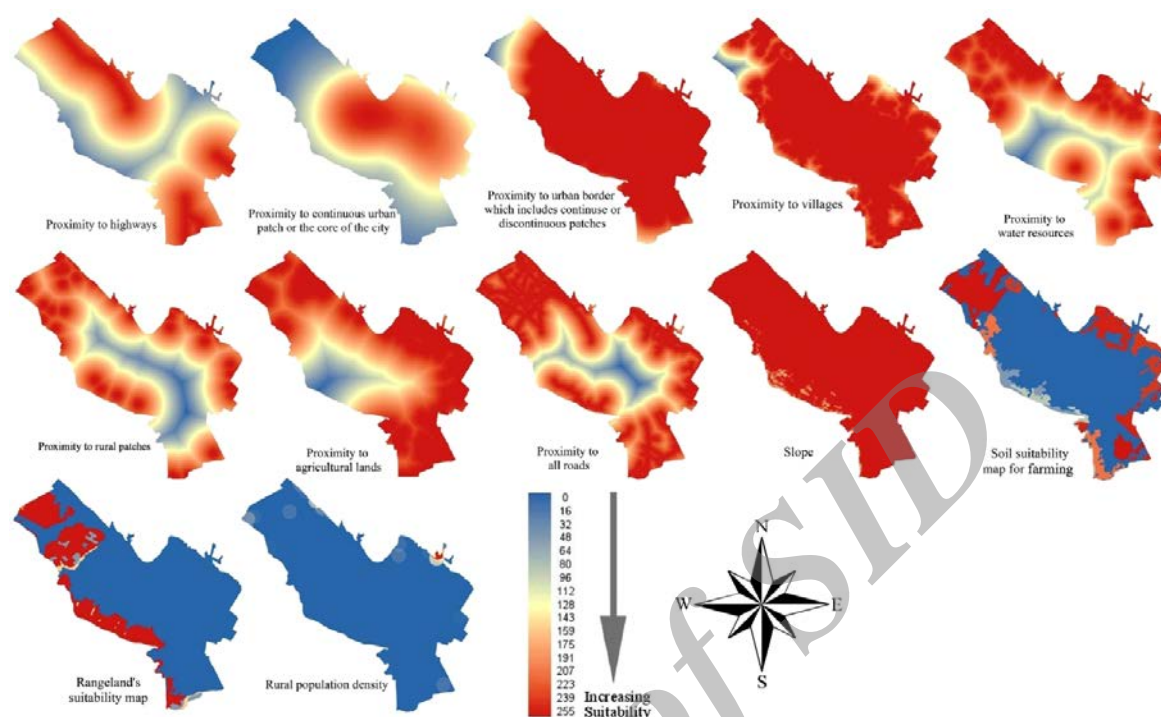 Proximity to highways
Proximity to continuous urban
patch or the core of the city
Proximity to urban border
which includes continuse or
discontinuous patches
Proximity to villages
Proximity to
water resources
Proximity to rural patches
Proximity to
agricultural lands
Proximity to
all roads
Slope
Soil suitability
map for farming
Rangeland's
suitability map
Rural population density
0
16
32
48
64
80
96
112
128
143
159
175
191
207
223
239
255
Increasing
Suitability
N
W
E
S
of SID